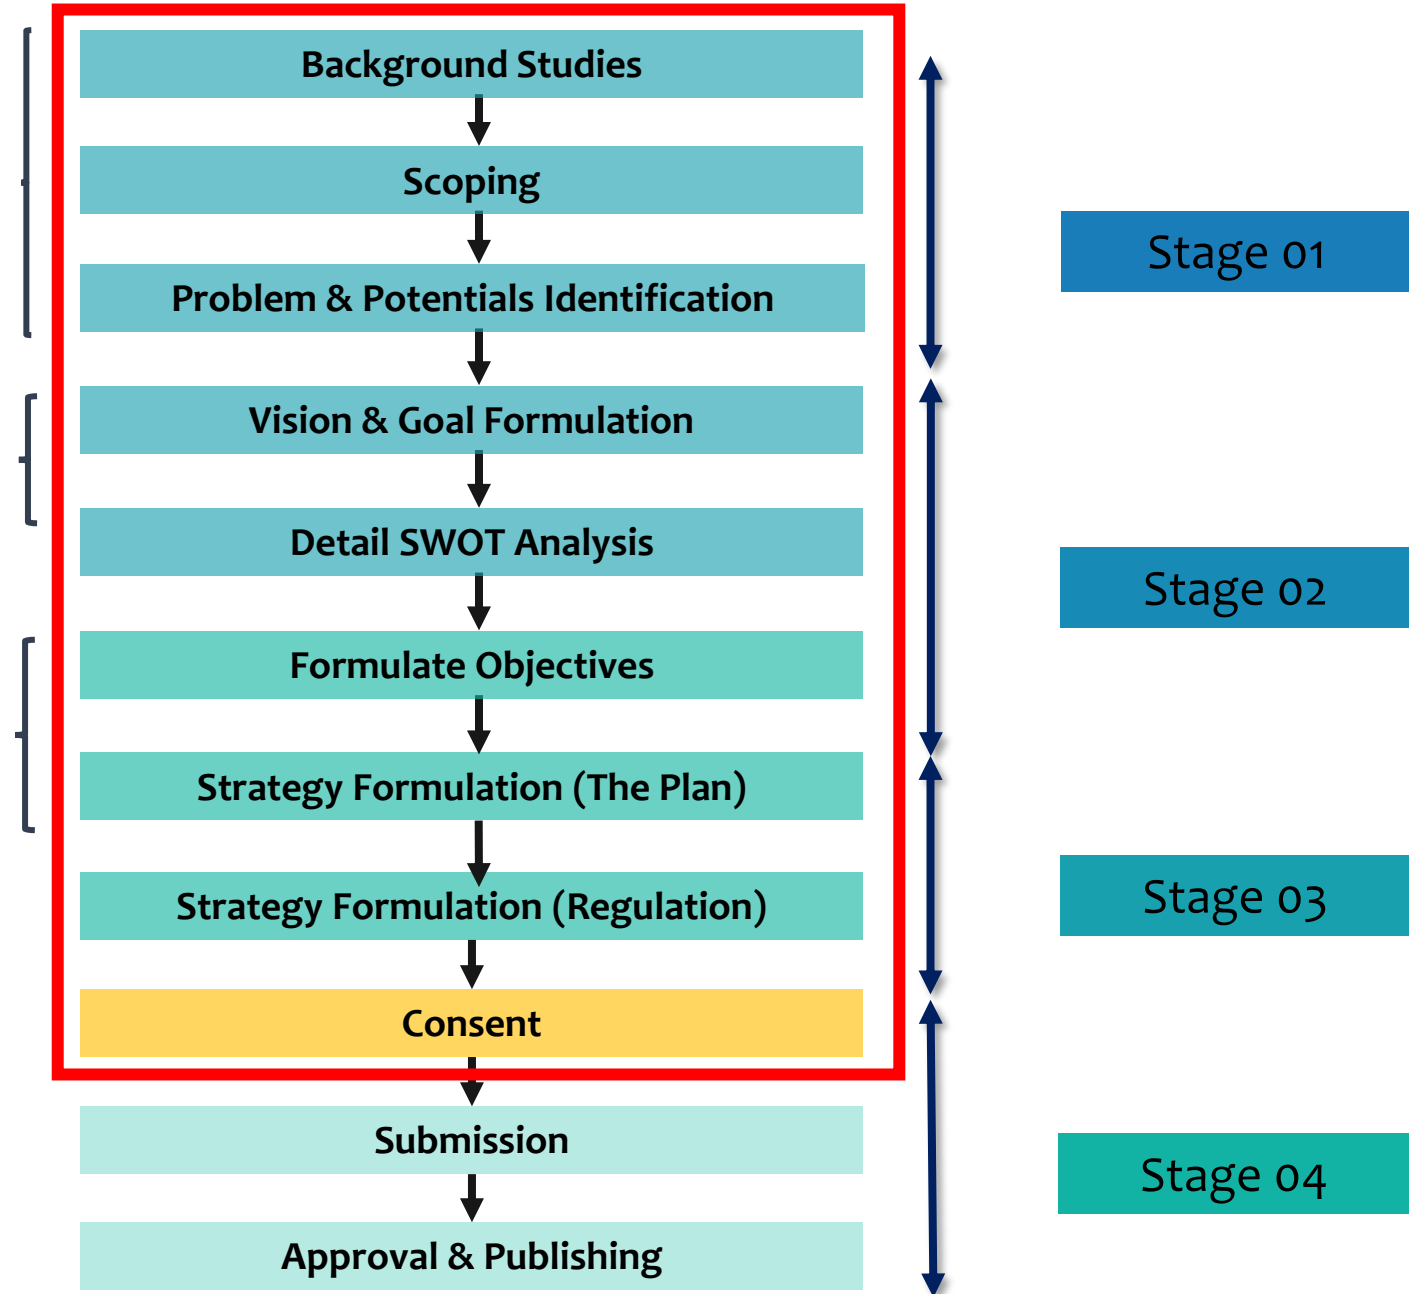 Background Studies
Scoping
Problem & Potentials Identification
Stage 01
Vision & Goal Formulation
Detail SWOT Analysis
Stage 02
Formulate Objectives
Strategy Formulation (The Plan)
Strategy Formulation (Regulation)
Stage 03
Consent
Submission
Stage 04
Approval & Publishing